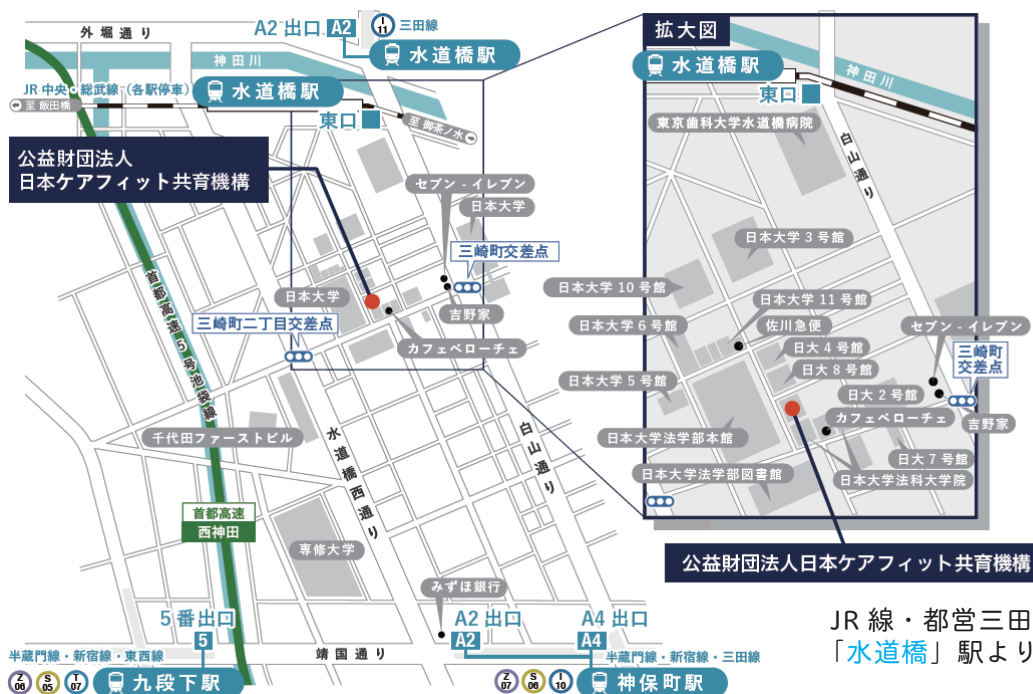 外堀通り
A2 出口 A2
I 11 三田線
水道橋駅
神田川
JR 中央・総武線（各駅停車）
水道橋駅
至 飯田橋
東口
至 御茶ノ水
公益財団法人
日本ケアフィット共育機構
セブン - イレブン
日本大学
三崎町交差点
日本大学
吉野家
三崎町二丁目交差点
カフェベローチェ
首都高速5号池袋線
千代田ファーストビル
水道橋西通り
白山通り
首都高速
西神田
専修大学
みずほ銀行
5 番出口
5
A2 出口
A2
A4 出口
A4
半蔵門線・新宿線・東西線
靖国通り
半蔵門線・新宿線・三田線
Z 06
S 05
T 07
九段下駅
Z 07
S 06
I 10
神保町駅
拡大図
水道橋駅
神田川
東口
東京歯科大学水道橋病院
白山通り
日本大学 3 号館
日本大学 10 号館
日本大学 11 号館
日本大学 6 号館
佐川急便
セブン - イレブン
日大 4 号館
三崎町
交差点
日大 8 号館
日本大学 5 号館
日大 2 号館
カフェベローチェ
吉野家
日本大学法学部本館
日大 7 号館
日本大学法学部図書館
日本大学法科大学院
公益財団法人日本ケアフィット共育機構
JR 線・都営三田
「水道橋」駅より